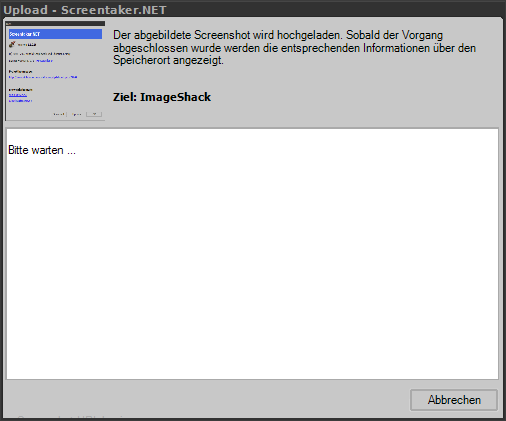 Upload - Screentaker.NET
Screentaker.NET
Der abgebildete Screenshot wird hochgeladen. Sobald der Vorgang
abgeschlossen wurde werden die entsprechenden Informationen über den
Speicherort angezeigt.
Ziel: ImageShack
Bitte warten ...
Abbrechen